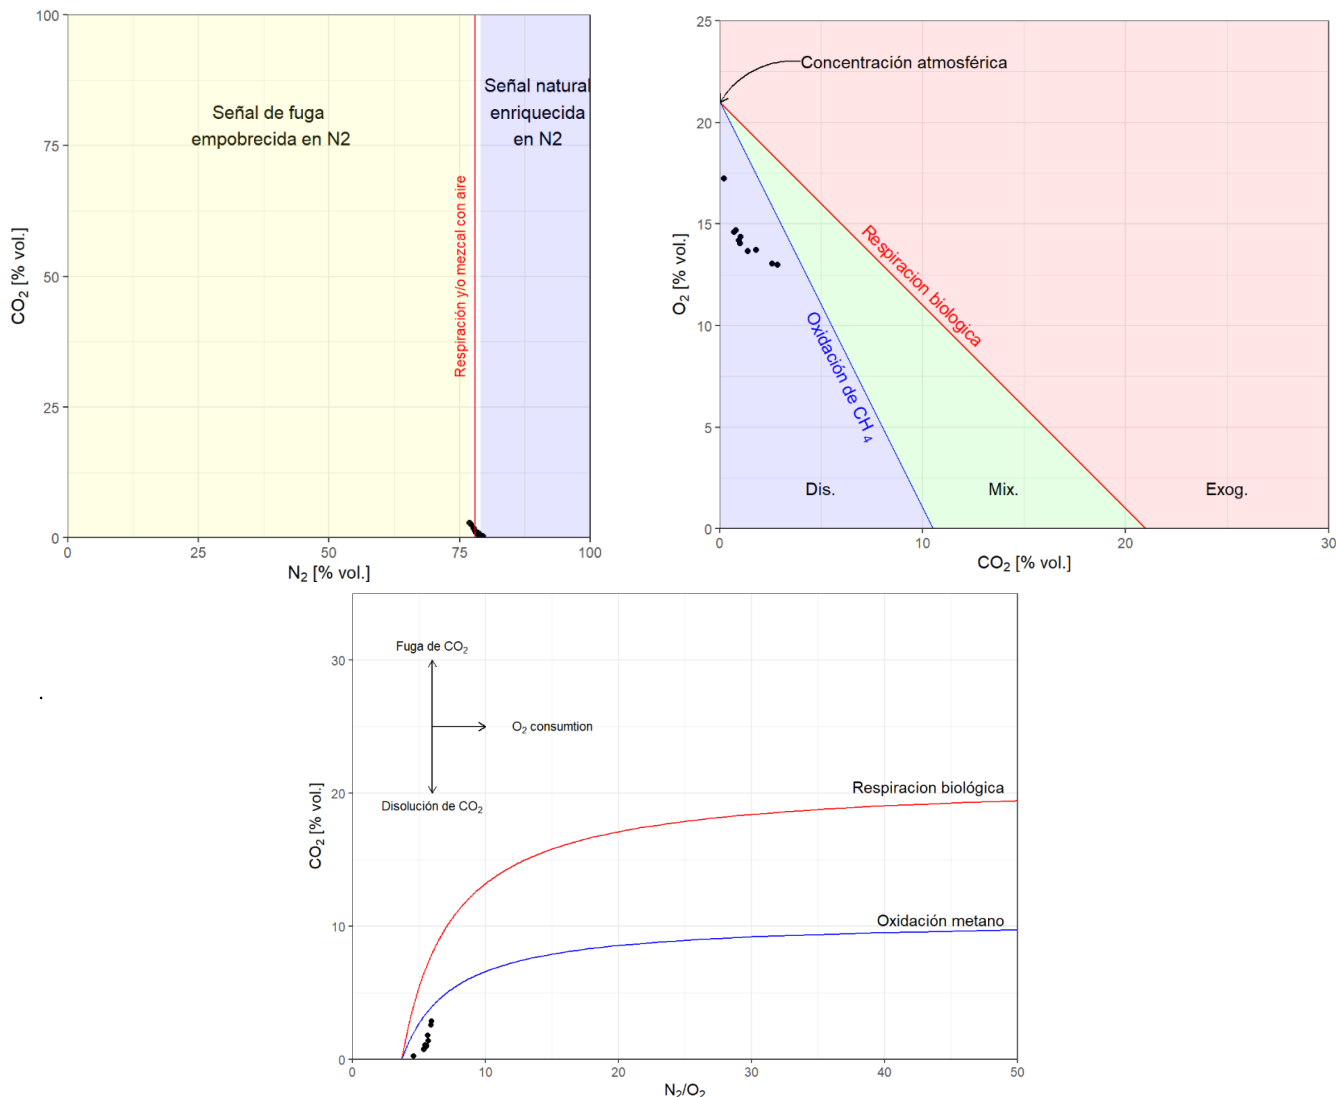 100
75
50
25
0
CO2 [% vol.]
Señal de fuga
empobrecida en N2
Señal natural
enriquecida
en N2
Respiración y/o mezcal con aire
0 25 50 75 100
N2 [% vol.]
25
20
15
10
5
0
O2 [% vol.]
Concentración atmosférica
Respiracion biologica
Oxidación de CH4
Dis. Mix. Exog.
0 10 20 30
CO2 [% vol.]
30
20
10
0
CO2 [% vol.]
Fuga de CO2
O2 consumtion
Disolución de CO2
Respiracion biológica
Oxidación metano
0 10 20 30 40 50
N2/O2